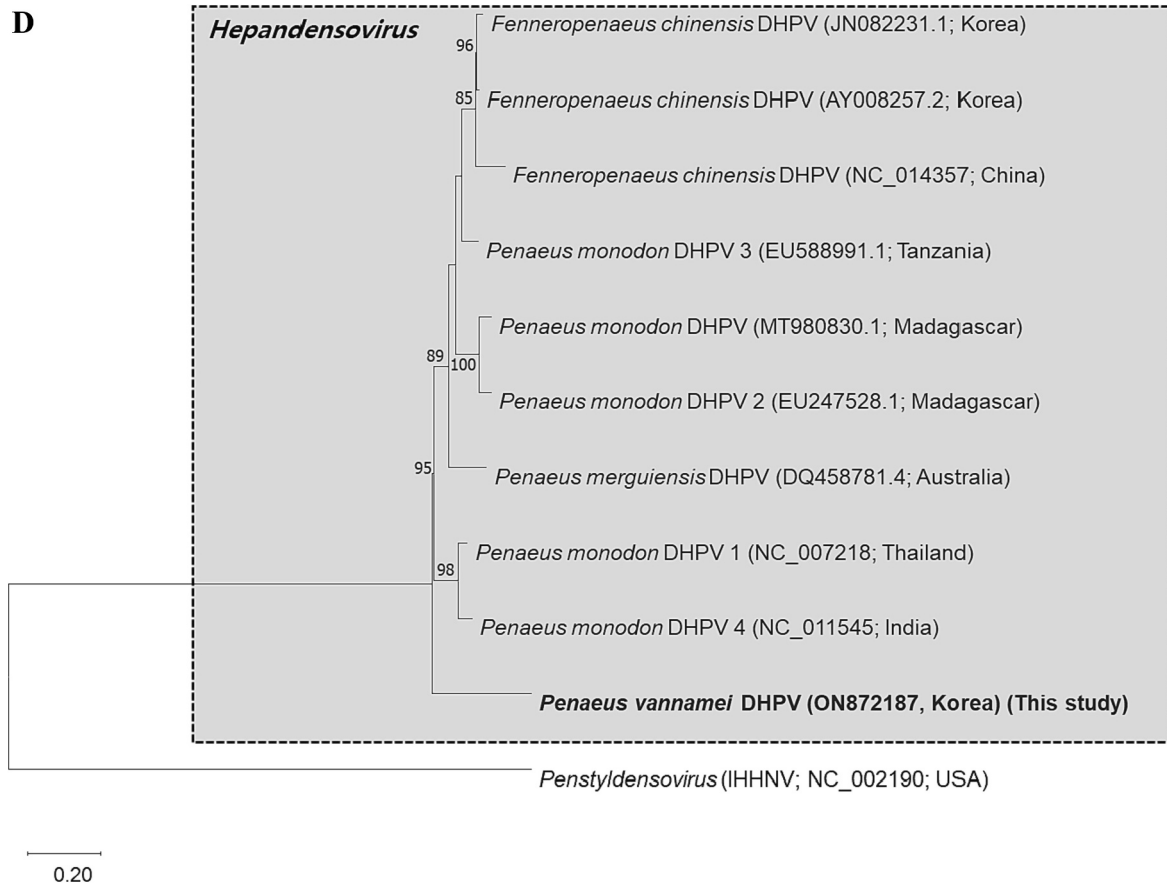 D
Hepandensovirus
Fenneropenaeus chinensis DHPV (JN082231.1; Korea)
96
85
Fenneropenaeus chinensis DHPV (AY008257.2; Korea)
Fenneropenaeus chinensis DHPV (NC_014357; China)
Penaeus monodon DHPV 3 (EU588991.1; Tanzania)
Penaeus monodon DHPV (MT980830.1; Madagascar)
89
100
Penaeus monodon DHPV 2 (EU247528.1; Madagascar)
95
Penaeus merguiensis DHPV (DQ458781.4; Australia)
Penaeus monodon DHPV 1 (NC_007218; Thailand)
98
Penaeus monodon DHPV 4 (NC_011545; India)
Penaeus vannamei DHPV (ON872187, Korea) (This study)
Penstyldensovirus (IHHNV; NC_002190; USA)
0.20